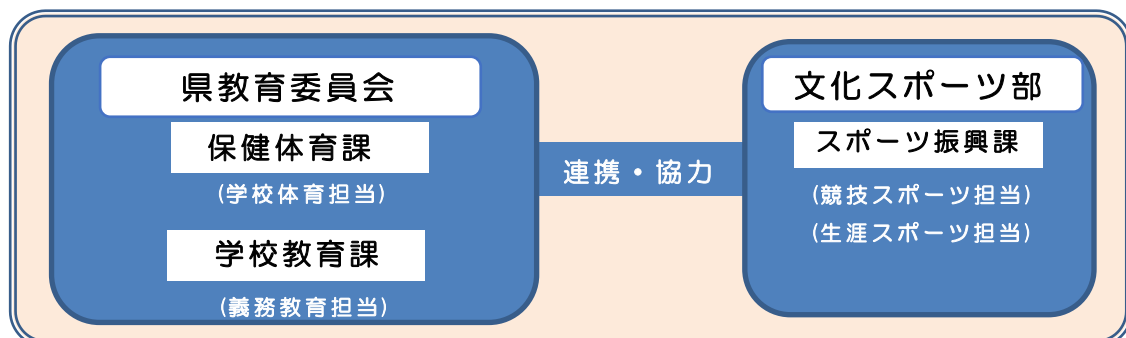 県教育委員会
保健体育課
(学校体育担当)
学校教育課
(義務教育担当)
連携・協力
文化スポーツ部
スポーツ振興課
(競技スポーツ担当)
(生涯スポーツ担当)